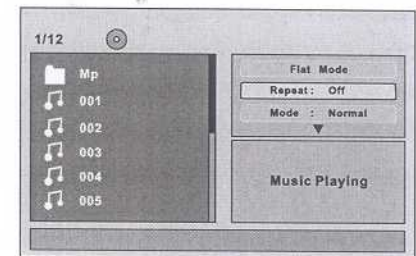 1/12
Mp
001
002
003
004
005
Flat Mode
Repeat: Off
Mode : Normal
Music Playing